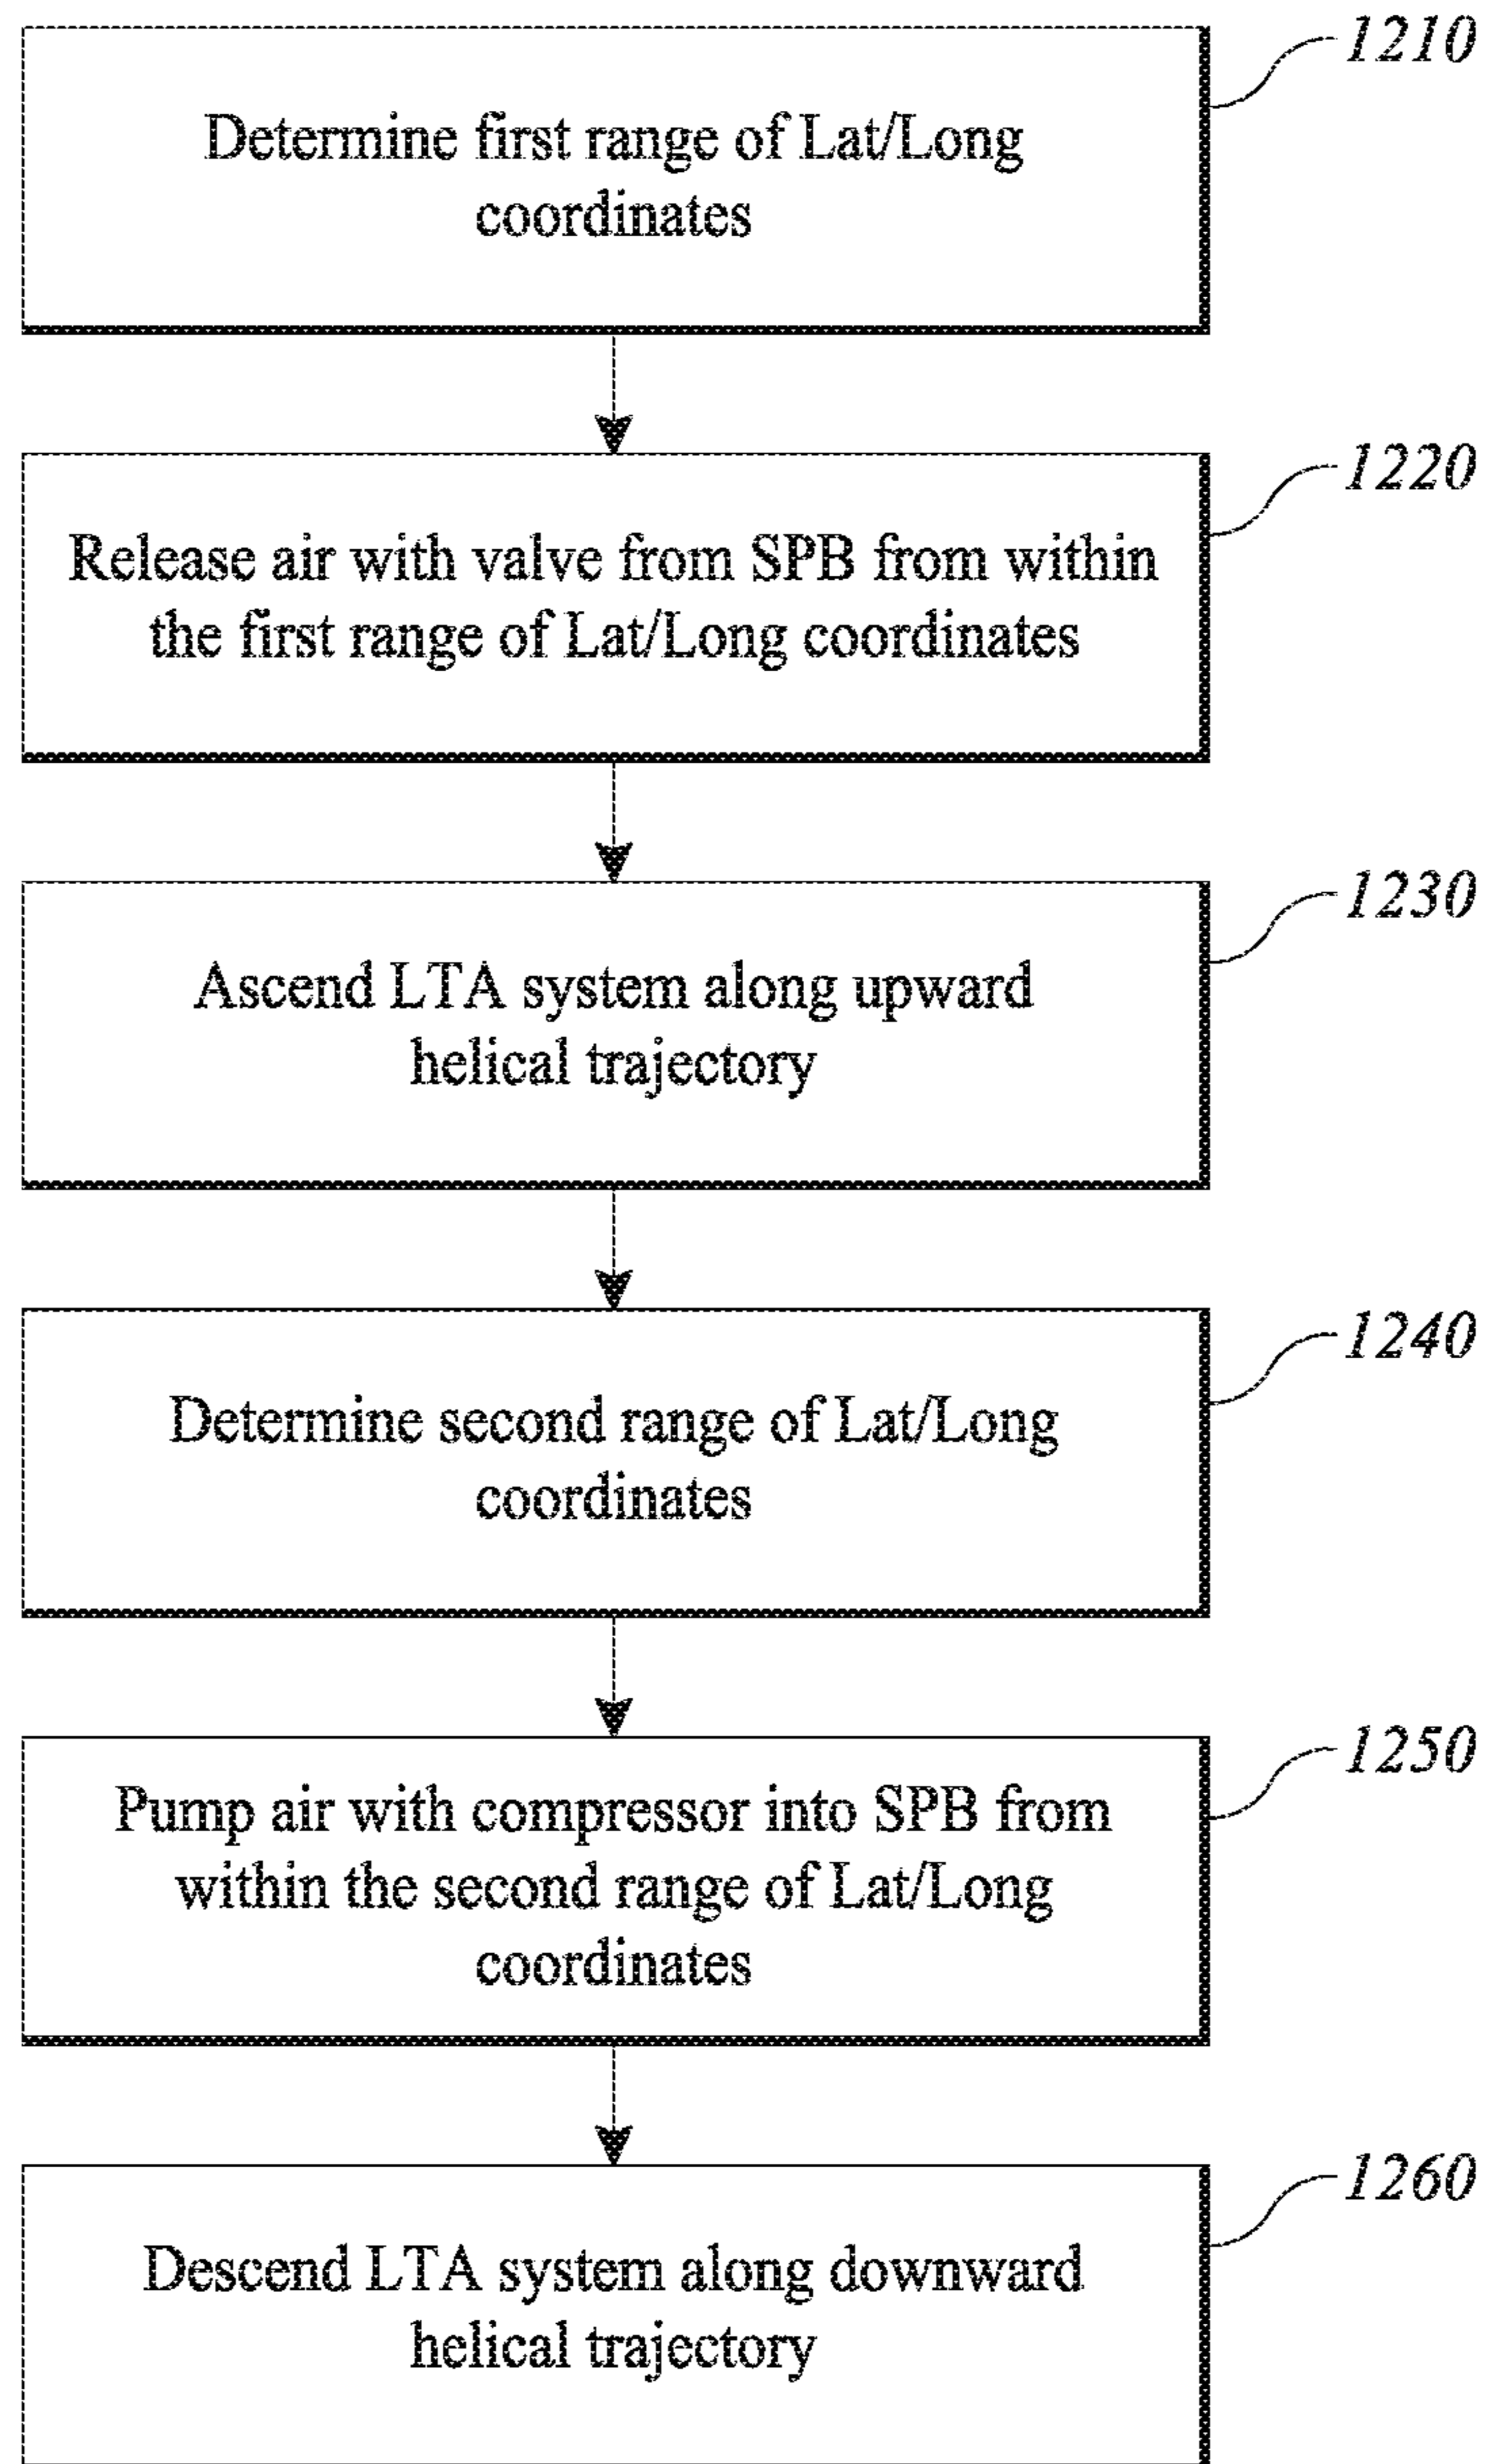 1210
Determine first range of Lat/Long
coordinates
1220
Release air with valve from SPB from within
the first range of Lat/Long coordinates
1230
Ascend LTA system along upward
helical trajectory
1240
Determine second range of Lat/Long
coordinates
1250
Pump air with compressor into SPB from
within the second range of Lat/Long
coordinates
1260
Descend LTA system along downward
helical trajectory